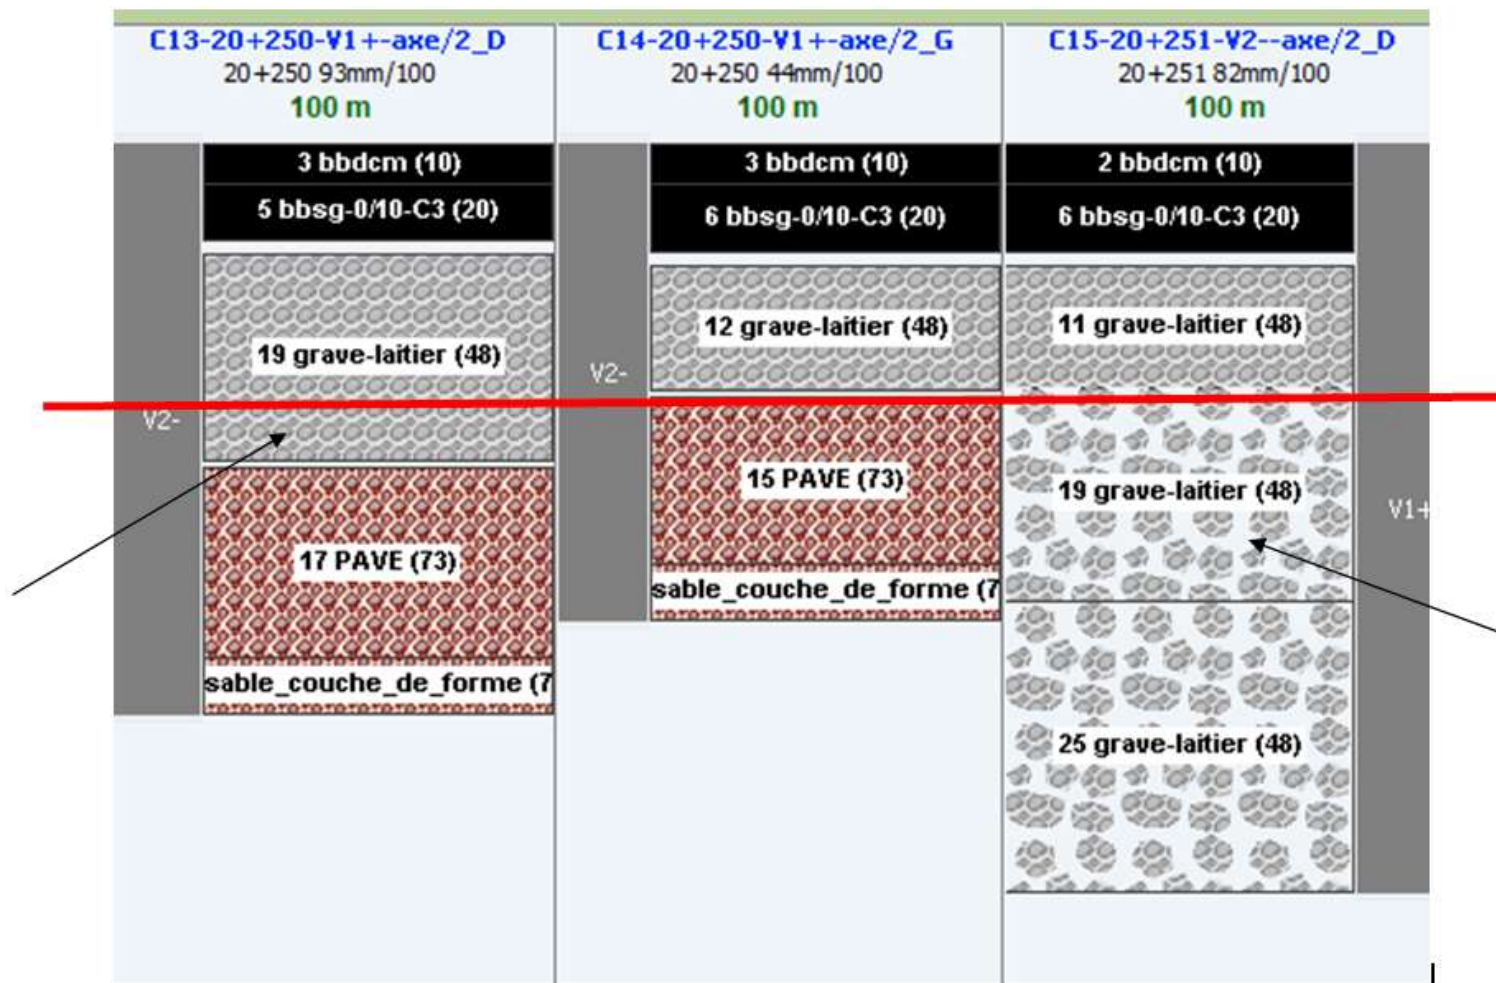 C13-20+250-V1+-axe/2_D
20+250 93mm/100
100 m
3 bbdcm (10)
5 bbsg-0/10-C3 (20)
19 grave-laitier (48)
V2-
17 PAVE (73)
sable_couche_de_forme (7
C14-20+250-V1+-axe/2_G
20+250 44mm/100
100 m
3 bbdcm (10)
6 bbsg-0/10-C3 (20)
12 grave-laitier (48)
V2-
15 PAVE (73)
sable_couche_de_forme (7
C15-20+251-V2--axe/2_D
20+251 82mm/100
100 m
2 bbdcm (10)
6 bbsg-0/10-C3 (20)
11 grave-laitier (48)
19 grave-laitier (48)
V1+
25 grave-laitier (48)